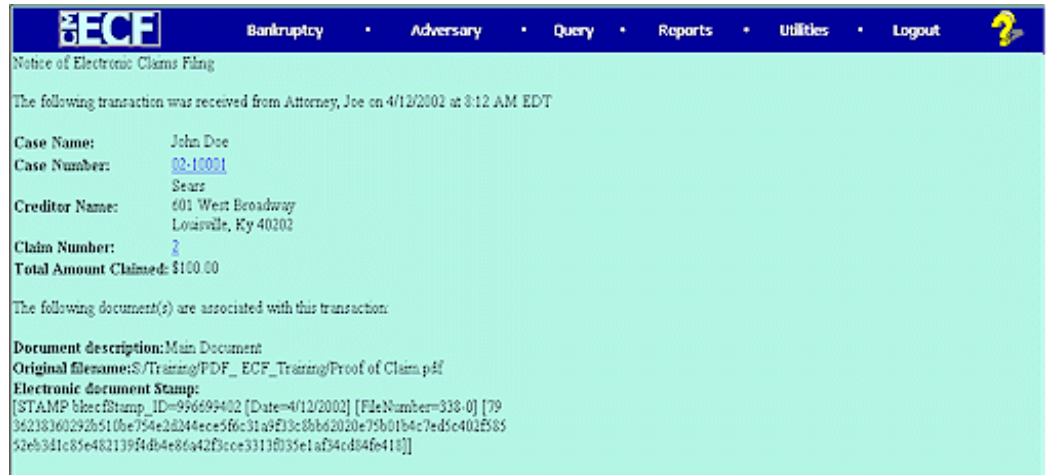 CM ECF Bankruptcy • Adversary • Query • Reports • Utilities • Logout ?
Notice of Electronic Claims Filing
The following transaction was received from Attorney, Joe on 4/12/2002 at 8:12 AM EDT
Case Name: John Doe
Case Number: 02-10001
Sears
Creditor Name: 601 West Broadway
Louisville, Ky 40202
Claim Number: 2
Total Amount Claimed: $100.00
The following document(s) are associated with this transaction:
Document description: Main Document
Original filename: S:/Training/PDF_ ECF_Training/Proof of Claim.pdf
Electronic document Stamp:
[STAMP bkecfStamp_ID=996699402 [Date=4/12/2002] [FileNumber=338-0] [79
36238360292b510be754e2d244ece5f6c31a9f33c8bb62020e75b01b4c7ed5c402f585
52eb3d1c85e482139f4db4e86a42f3cce3313f035e1af34cd84fe418]]